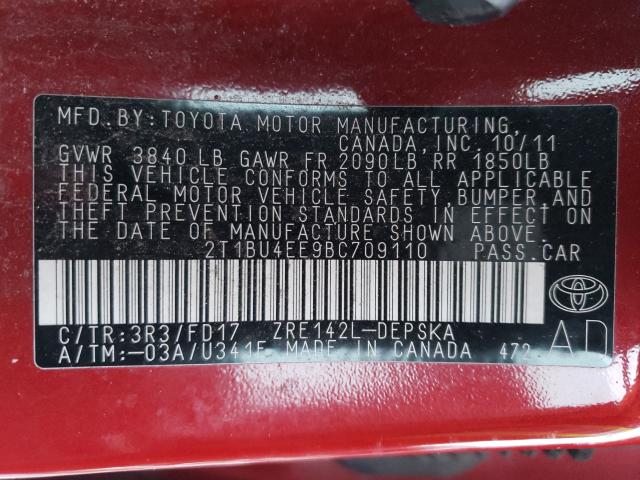 MFD. BY: TOYOTA MOTOR MANUFACTURING,
CANADA, INC. 10/11
GVWR 3840 LB GAWR FR 2090LB RR 1850LB
THIS VEHICLE CONFORMS TO ALL APPLICABLE
FEDERAL MOTOR VEHICLE SAFETY, BUMPER, AND
THEFT PREVENTION STANDARDS IN EFFECT ON
THE DATE OF MANUFACTURE SHOWN ABOVE.
2T1BU4EE9BC709110 PASS. CAR
C/TR: 3R3/FD17 ZRE142L-DEPSKA
A/TM: -03A/U341E MADE IN CANADA 472
AD